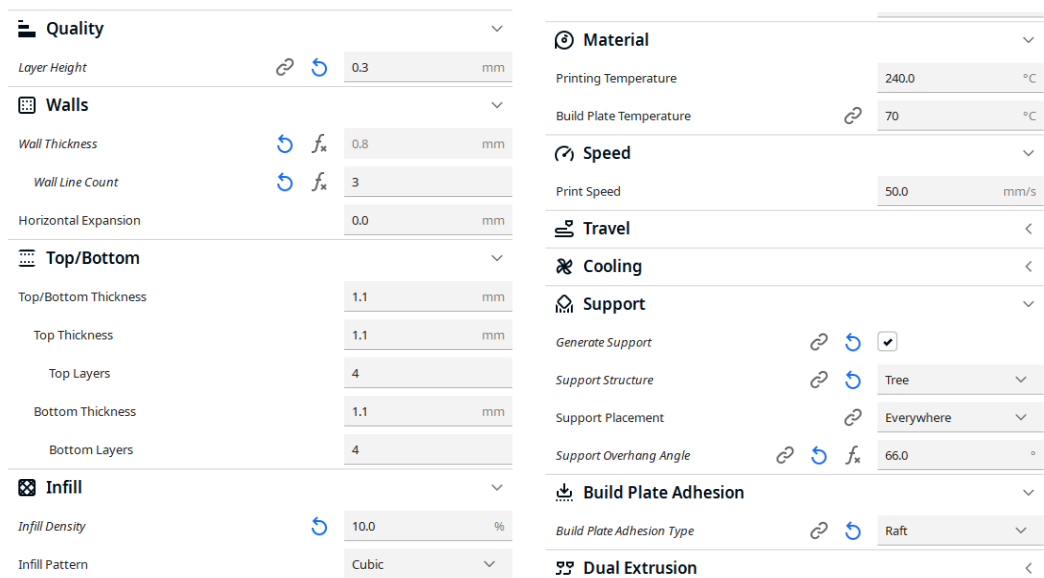 Quality
Layer Height 0.3 mm
Walls
Wall Thickness fx 0.8 mm
Wall Line Count fx 3
Horizontal Expansion 0.0 mm
Top/Bottom
Top/Bottom Thickness 1.1 mm
Top Thickness 1.1 mm
Top Layers 4
Bottom Thickness 1.1 mm
Bottom Layers 4
Infill
Infill Density 10.0 %
Infill Pattern Cubic
Material
Printing Temperature 240.0 °C
Build Plate Temperature 70 °C
Speed
Print Speed 50.0 mm/s
Travel
Cooling
Support
Generate Support
Support Structure Tree
Support Placement Everywhere
Support Overhang Angle fx 66.0 °
Build Plate Adhesion
Build Plate Adhesion Type Raft
Dual Extrusion